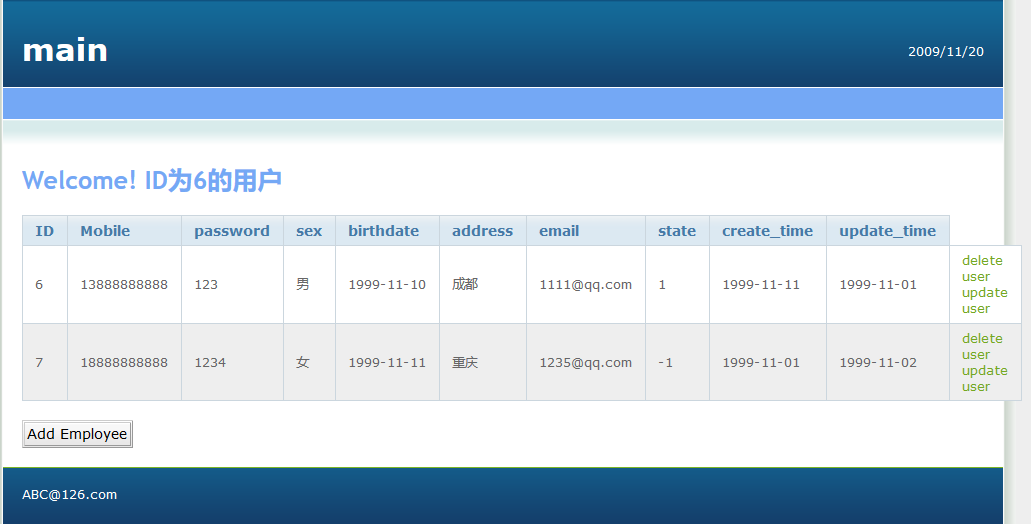 main
2009/11/20
Welcome! ID为6的用户
ID Mobile password sex birthdate address email state create_time update_time
6 13888888888 123 男 1999-11-10 成都 1111@qq.com 1 1999-11-11 1999-11-01
delete
user
update
user
7 18888888888 1234 女 1999-11-11 重庆 1235@qq.com -1 1999-11-01 1999-11-02
delete
user
update
user
Add Employee
ABC@126.com